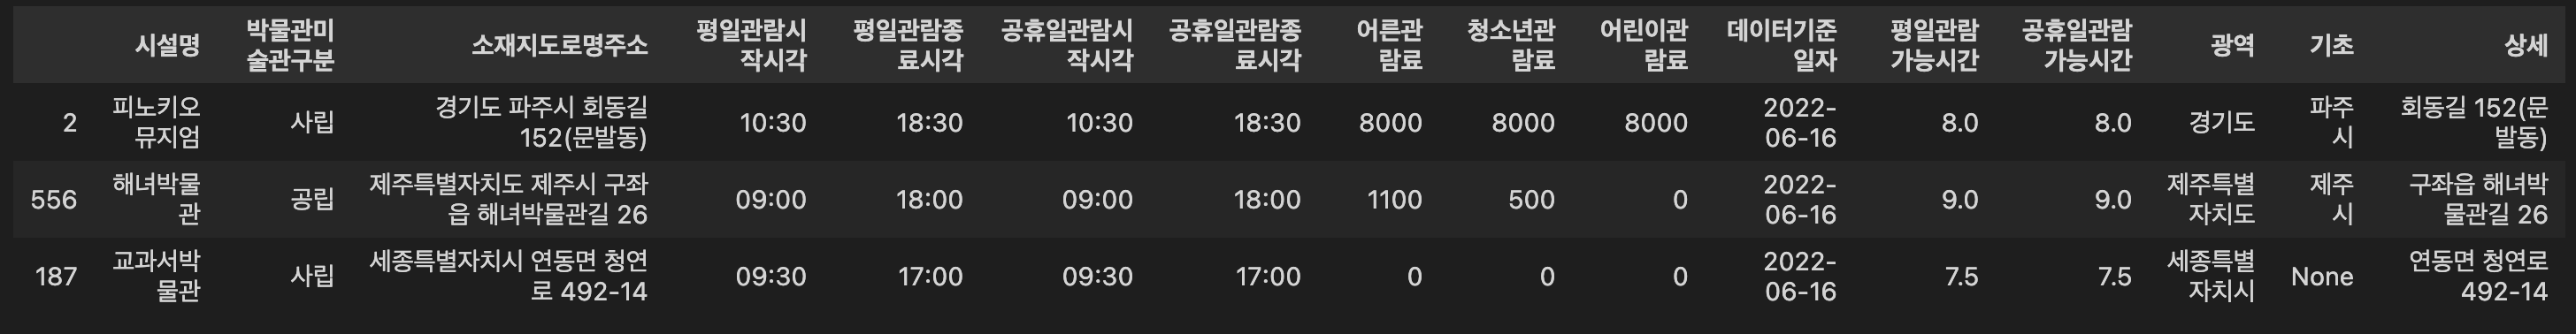 시설명 박물관미술관구분 소재지도로명주소 평일관람시작시각 평일관람종료시각 공휴일관람시작시각 공휴일관람종료시각 어른관람료 청소년관람료 어린이관람료 데이터기준일자 평일관람가능시간 공휴일관람가능시간 광역 기초 상세
2 피노키오뮤지엄 사립 경기도 파주시 회동길 152(문발동) 10:30 18:30 10:30 18:30 8000 8000 8000 2022-06-16 8.0 8.0 경기도 파주시 회동길 152(문발동)
556 해녀박물관 공립 제주특별자치도 제주시 구좌읍 해녀박물관길 26 09:00 18:00 09:00 18:00 1100 500 0 2022-06-16 9.0 9.0 제주특별자치도 제주시 구좌읍 해녀박물관길 26
187 교과서박물관 사립 세종특별자치시 연동면 청연로 492-14 09:30 17:00 09:30 17:00 0 0 0 2022-06-16 7.5 7.5 세종특별자치시 None 연동면 청연로 492-14